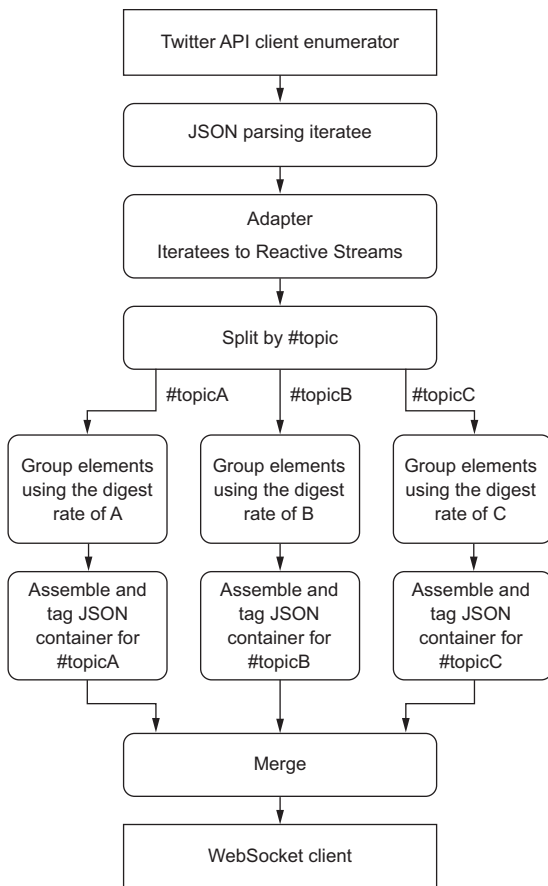 Twitter API client enumerator
JSON parsing iteratee
Adapter
Iteratees to Reactive Streams
Split by #topic
#topicA
#topicB
#topicC
Group elements
using the digest
rate of A
Group elements
using the digest
rate of B
Group elements
using the digest
rate of C
Assemble and
tag JSON
container for
#topicA
Assemble and
tag JSON
container for
#topicB
Assemble and
tag JSON
container for
#topicC
Merge
WebSocket client